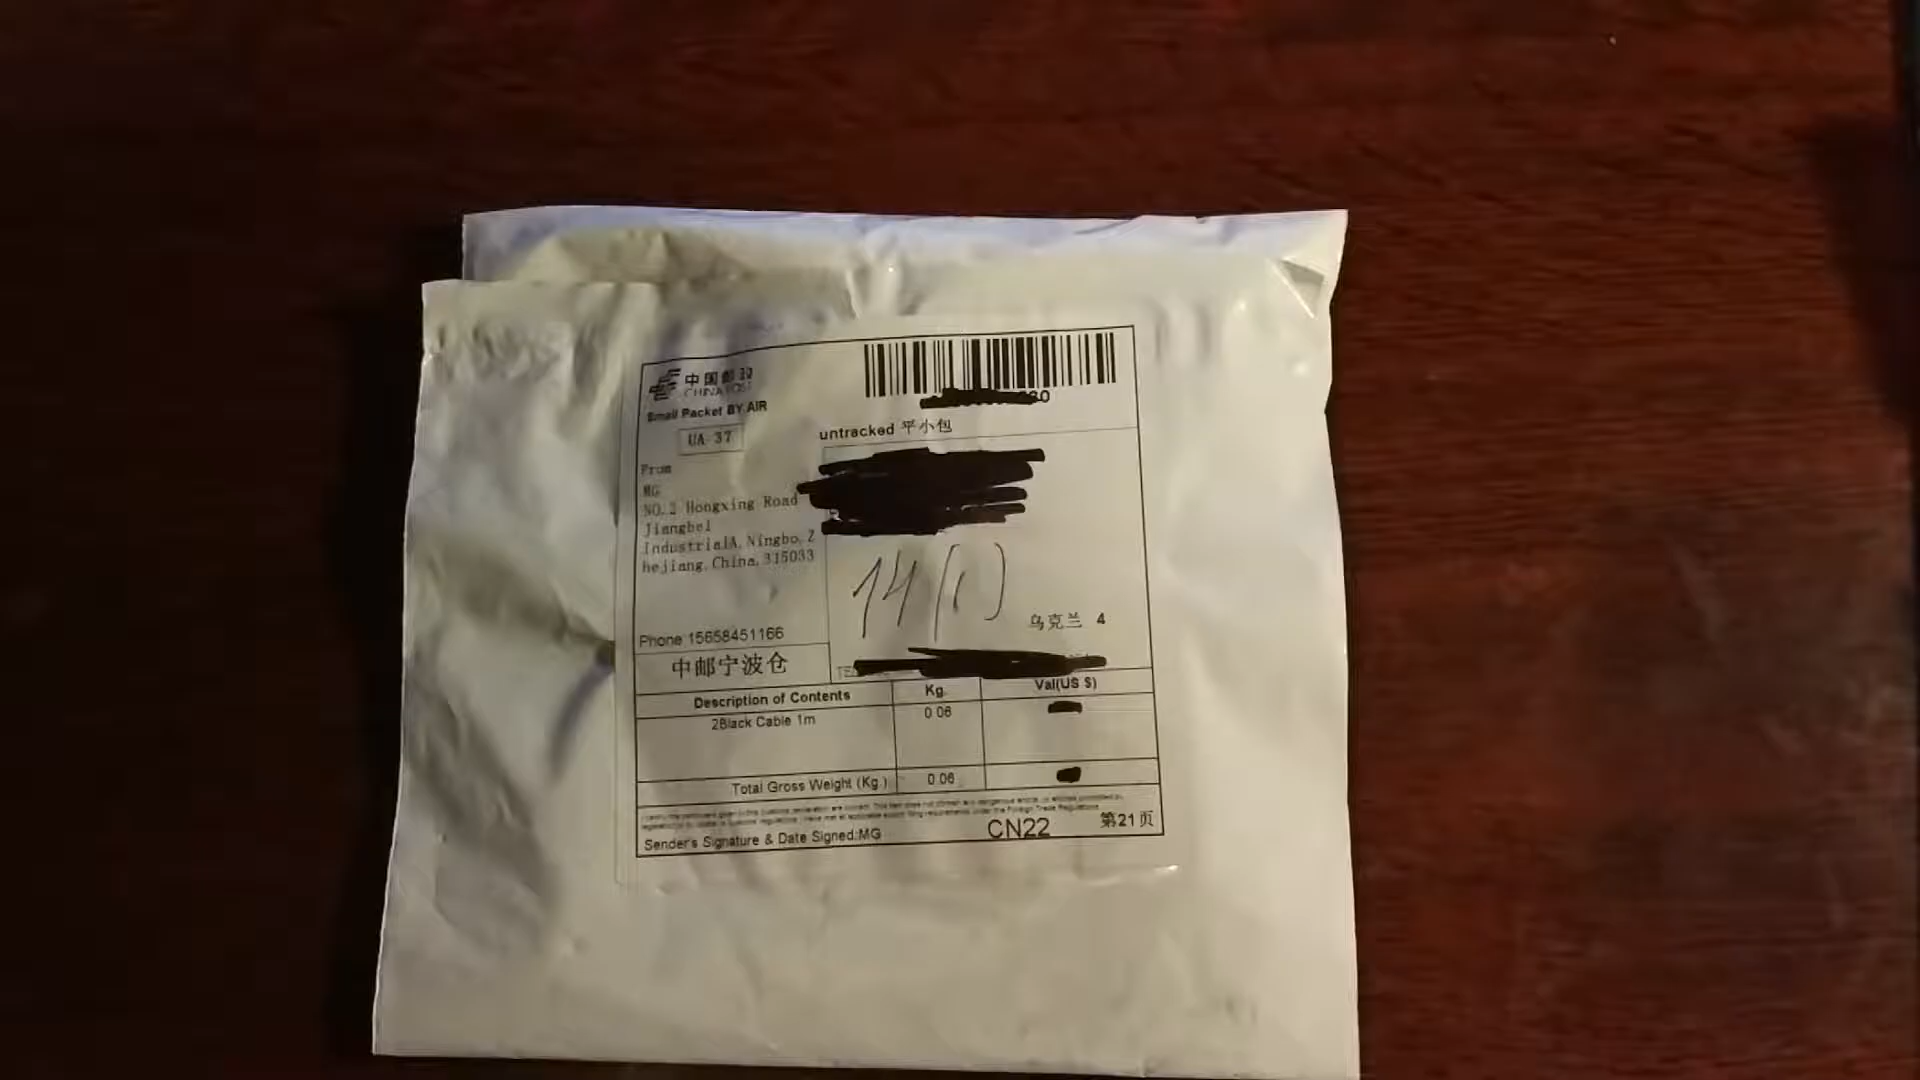 中国邮政
CHINA POST
Small Packet BY AIR
UA 37
untracked 平小包
From
MG
NO.2 Hongxing Road
Jiangbei
IndustrialA,Ningbo,Z
hejiang,China,315033
14(1)
乌克兰 4
Phone:15658451166
中邮宁波仓
Description of Contents Kg. Val(US $)
2Black Cable 1m 0.06
Total Gross Weight (Kg.) 0.06
Sender's Signature & Date Signed:MG CN22 第21页